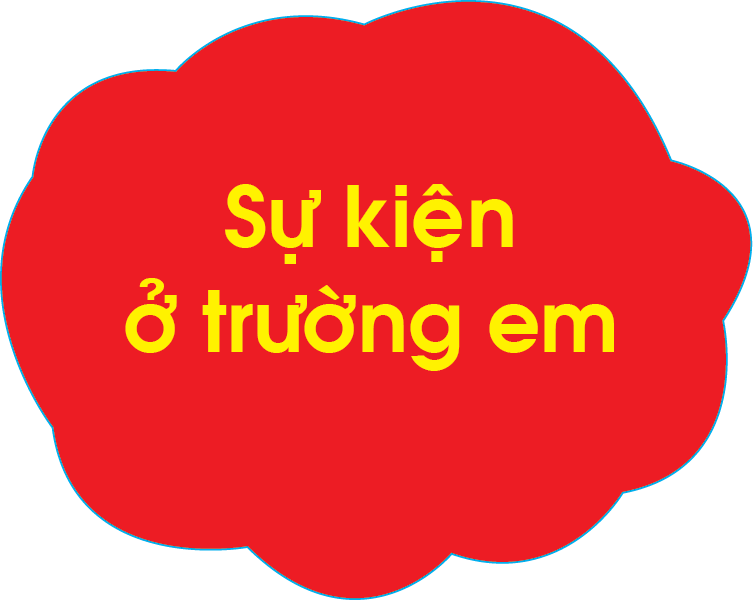 Sự kiện
ở trường em